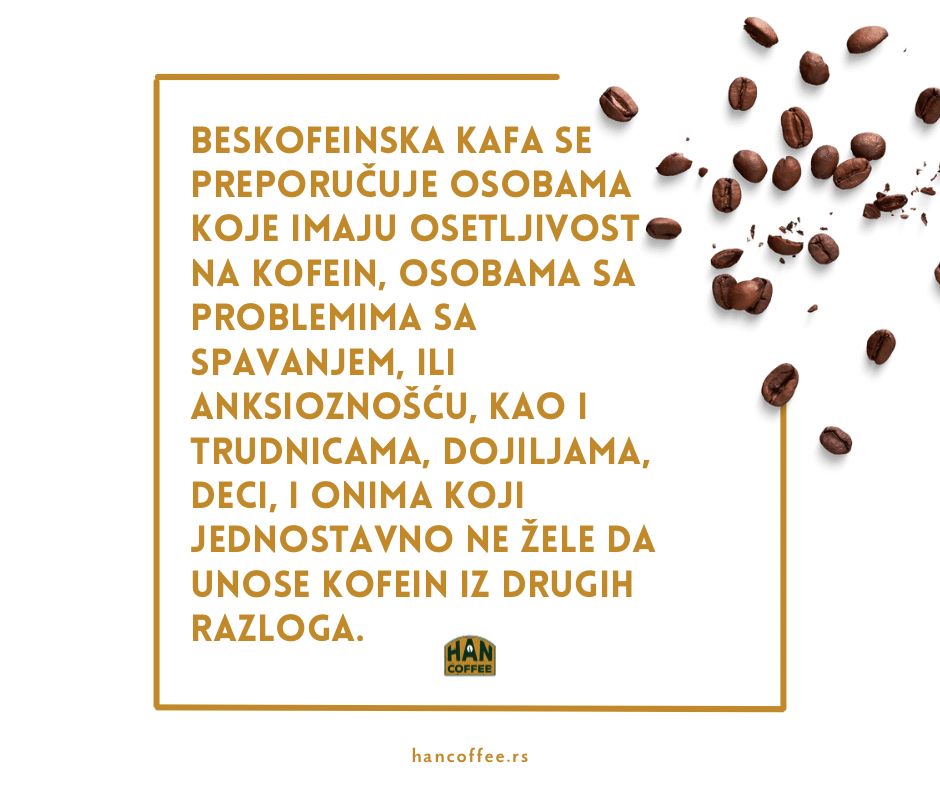 BESKOFEINSKA KAFA SE
PREPORUČUJE OSOBAMA
KOJE IMAJU OSETLJIVOST
NA KOFEIN, OSOBAMA SA
PROBLEMIMA SA
SPAVANJEM, ILI
ANKSIOZNOŠĆU, KAO I
TRUDNICAMA, DOJILJAMA,
DECI, I ONIMA KOJI
JEDNOSTAVNO NE ŽELE DA
UNOSE KOFEIN IZ DRUGIH
RAZLOGA.
HAN
COFFEE
hancoffee.rs